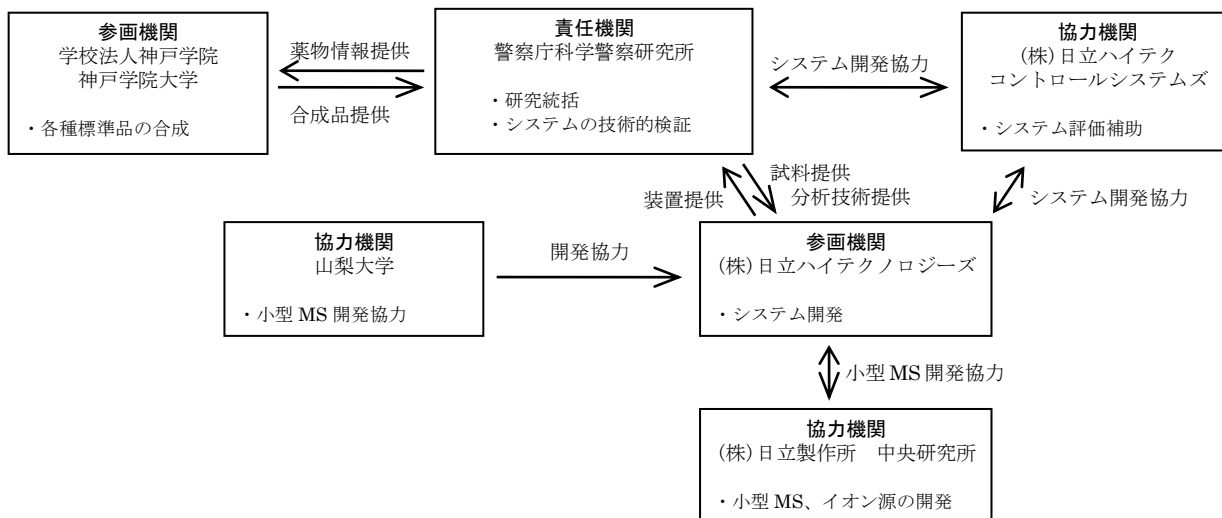 参画機関
学校法人神戸学院
神戸学院大学
・各種標準品の合成
薬物情報提供
合成品提供
責任機関
警察庁科学警察研究所
・研究統括
・システムの技術的検証
システム開発協力
協力機関
(株)日立ハイテク
コントロールシステムズ
・システム評価補助
装置提供
試料提供
分析技術提供
システム開発協力
協力機関
山梨大学
・小型 MS 開発協力
開発協力
参画機関
(株)日立ハイテクノロジーズ
・システム開発
小型 MS 開発協力
協力機関
(株)日立製作所　中央研究所
・小型 MS、イオン源の開発